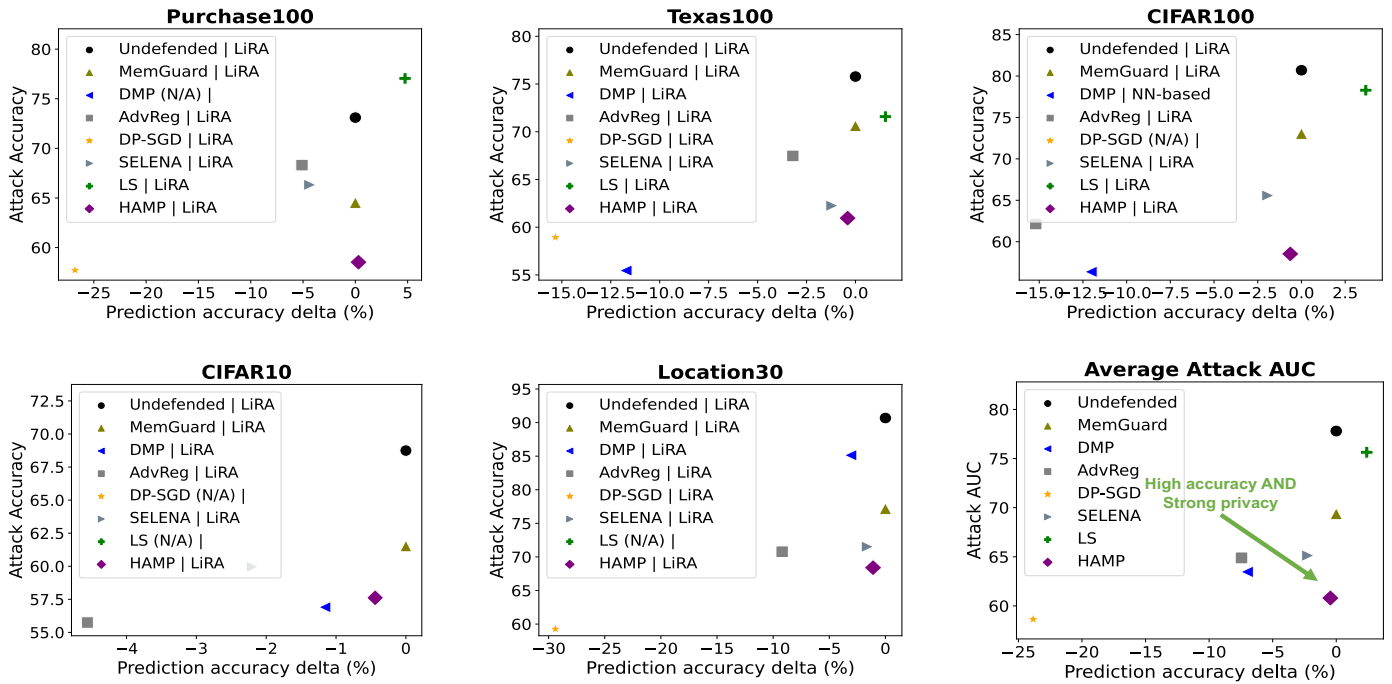 Purchase100
Attack Accuracy
80
75
70
65
60
Undefended | LiRA
MemGuard | LiRA
DMP (N/A) |
AdvReg | LiRA
DP-SGD | LiRA
SELENA | LiRA
LS | LiRA
HAMP | LiRA
−25 −20 −15 −10 −5 0 5
Prediction accuracy delta (%)
Texas100
Attack Accuracy
80
75
70
65
60
55
Undefended | LiRA
MemGuard | LiRA
DMP | LiRA
AdvReg | LiRA
DP-SGD | LiRA
SELENA | LiRA
LS | LiRA
HAMP | LiRA
−15.0 −12.5 −10.0 −7.5 −5.0 −2.5 0.0
Prediction accuracy delta (%)
CIFAR100
Attack Accuracy
85
80
75
70
65
60
Undefended | LiRA
MemGuard | LiRA
DMP | NN-based
AdvReg | LiRA
DP-SGD (N/A) |
SELENA | LiRA
LS | LiRA
HAMP | LiRA
−15.0 −12.5 −10.0 −7.5 −5.0 −2.5 0.0 2.5
Prediction accuracy delta (%)
CIFAR10
Attack Accuracy
72.5
70.0
67.5
65.0
62.5
60.0
57.5
55.0
Undefended | LiRA
MemGuard | LiRA
DMP | LiRA
AdvReg | LiRA
DP-SGD (N/A) |
SELENA | LiRA
LS (N/A) |
HAMP | LiRA
−4 −3 −2 −1 0
Prediction accuracy delta (%)
Location30
Attack Accuracy
95
90
85
80
75
70
65
60
Undefended | LiRA
MemGuard | LiRA
DMP | LiRA
AdvReg | LiRA
DP-SGD | LiRA
SELENA | LiRA
LS (N/A) |
HAMP | LiRA
−30 −25 −20 −15 −10 −5 0
Prediction accuracy delta (%)
Average Attack AUC
Attack AUC
80
75
70
65
60
Undefended
MemGuard
DMP
AdvReg
DP-SGD
SELENA
LS
HAMP
High accuracy AND
Strong privacy
−25 −20 −15 −10 −5 0
Prediction accuracy delta (%)